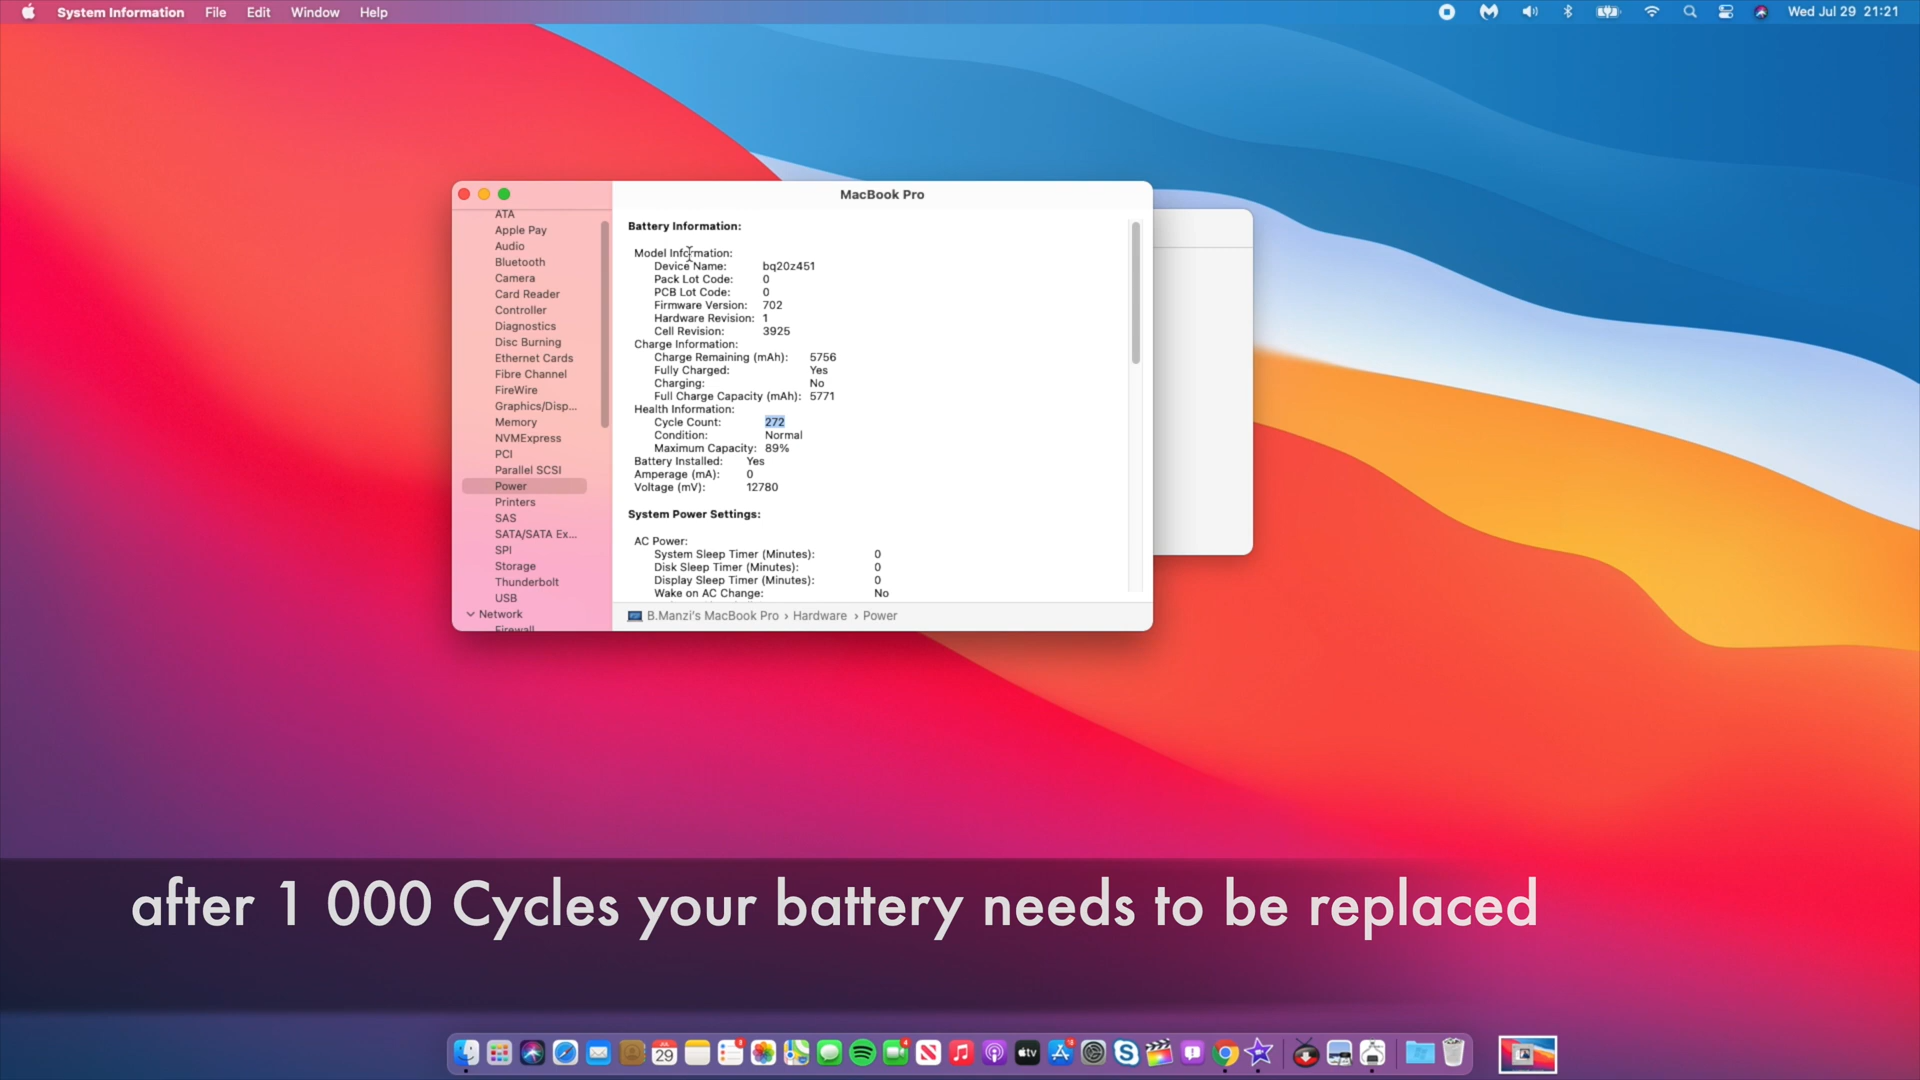 System Information File Edit Window Help
Wed Jul 29 21:21
MacBook Pro
ATA
Apple Pay
Audio
Bluetooth
Camera
Card Reader
Controller
Diagnostics
Disc Burning
Ethernet Cards
Fibre Channel
FireWire
Graphics/Disp...
Memory
NVMExpress
PCI
Parallel SCSI
Power
Printers
SAS
SATA/SATA Ex...
SPI
Storage
Thunderbolt
USB
Network
Firewall
Battery Information:
Model Information:
Device Name: bq20z451
Pack Lot Code: 0
PCB Lot Code: 0
Firmware Version: 702
Hardware Revision: 1
Cell Revision: 3925
Charge Information:
Charge Remaining (mAh): 5756
Fully Charged: Yes
Charging: No
Full Charge Capacity (mAh): 5771
Health Information:
Cycle Count: 272
Condition: Normal
Maximum Capacity: 89%
Battery Installed: Yes
Amperage (mA): 0
Voltage (mV): 12780
System Power Settings:
AC Power:
System Sleep Timer (Minutes): 0
Disk Sleep Timer (Minutes): 0
Display Sleep Timer (Minutes): 0
Wake on AC Change: No
B.Manzi's MacBook Pro › Hardware › Power
after 1 000 Cycles your battery needs to be replaced
29
tv